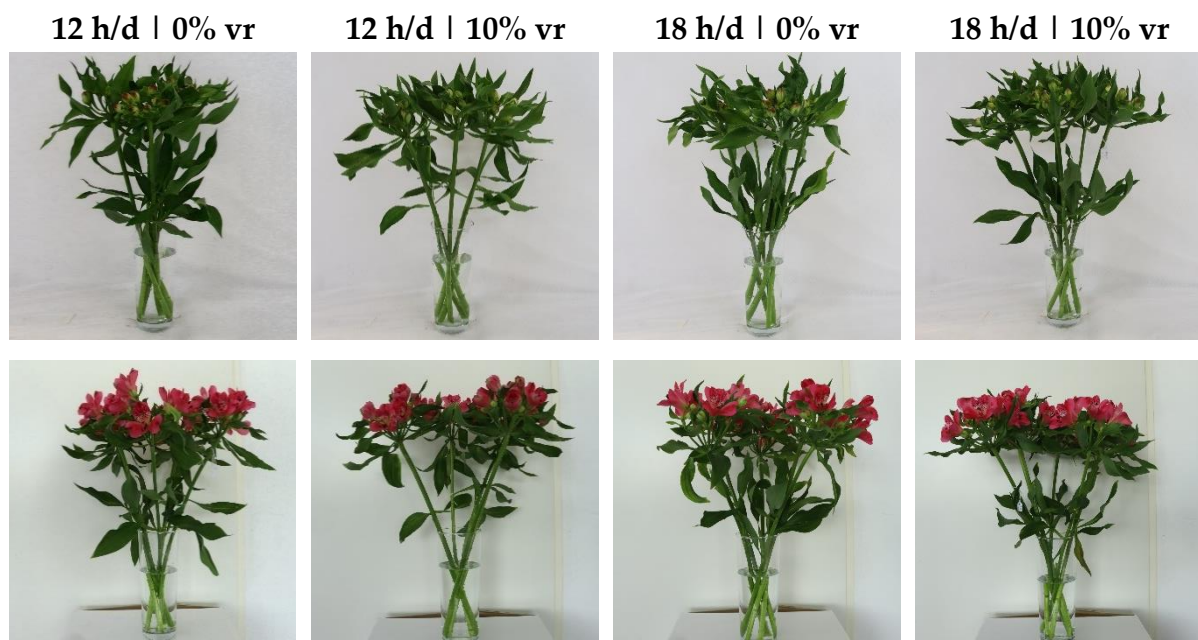 12 h/d | 0% vr
12 h/d | 10% vr
18 h/d | 0% vr
18 h/d | 10% vr